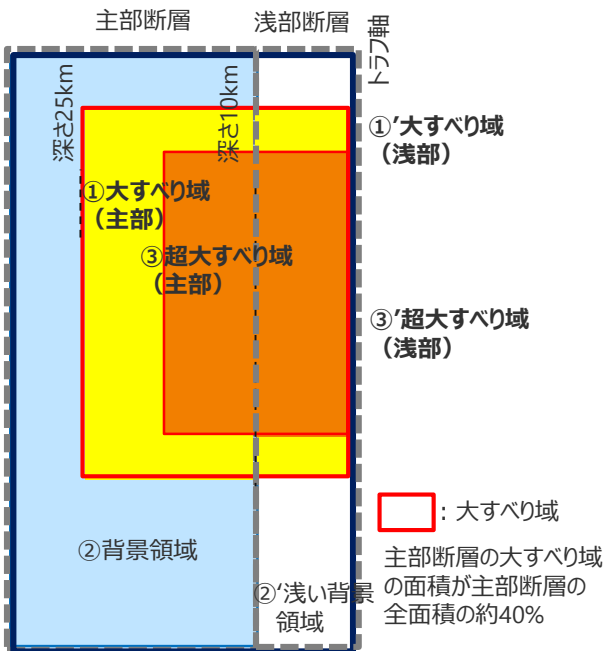 主部断層
浅部断層
トラフ軸
深さ25km
深さ10km
①’大すべり域
（浅部）
①大すべり域
（主部）
③超大すべり域
（主部）
③’超大すべり域
（浅部）
：大すべり域
②背景領域
②‘浅い背景
領域
主部断層の大すべり域
の面積が主部断層の
全面積の約40%